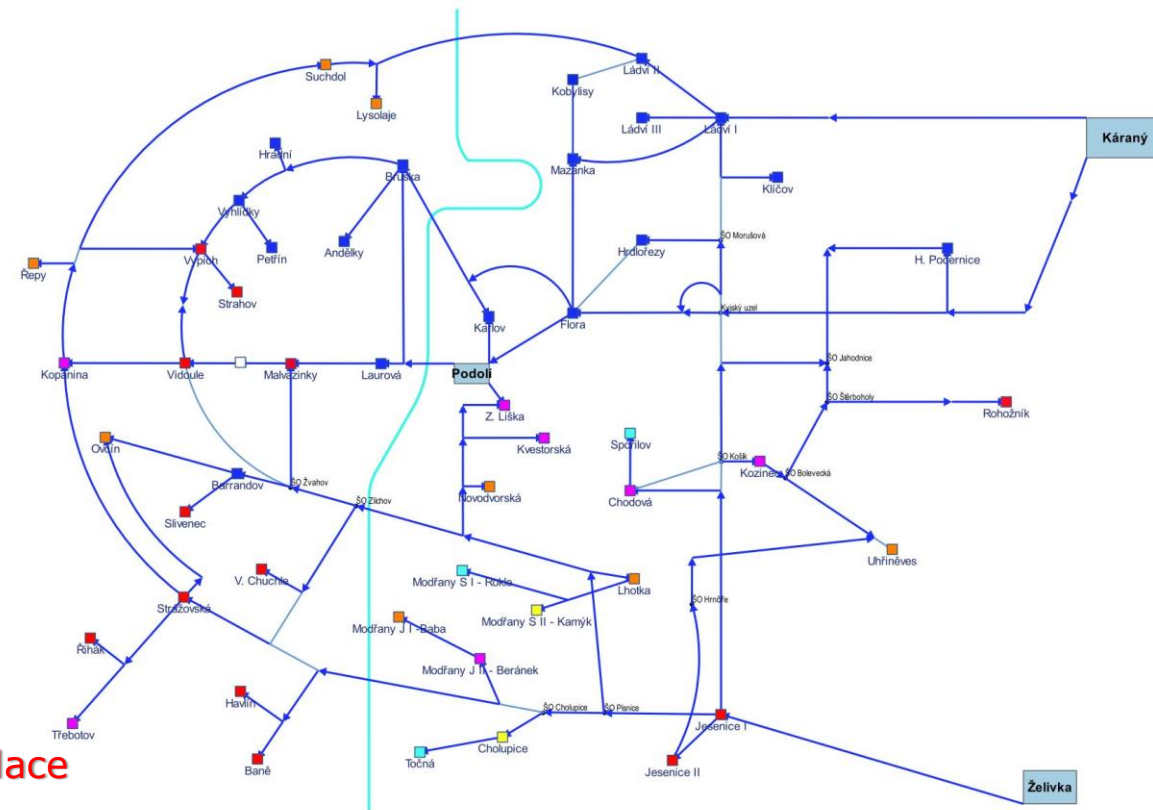 Suchdol
Ládví II
Kobylisy
Lysolaje
Ládví III
Ládví I
Káraný
Hradní
Bruska
Mazanka
Klíčov
Vyhlídky
Andělky
Petřín
Vypich
Hrdlořezy
ŠO Morušová
H. Počernice
Řepy
Strahov
Karlov
Flora
Kyjský uzel
Kopanina
Vidoule
Malvazinky
Laurová
Podolí
ŠO Jahodnice
Z. Liška
ŠO Štěrboholy
Rohožník
Ovčín
Kvestorská
Spořilov
ŠO Košík
Kozinec
ŠO Bolevecká
Barrandov
ŠO Žvahov
Novodvorská
Chodová
Slivenec
ŠO Zlíchov
Uhříněves
V. Chuchle
Modřany S I - Rokle
Lhotka
Strážovská
Modřany S II - Kamýk
ŠO Hrnčíře
Modřany J I -Baba
Řihák
Modřany J II - Beránek
Havlín
ŠO Cholupice
ŠO Písnice
Jesenice I
Třebotov
Cholupice
Točná
Baně
Jesenice II
lace
Želivka